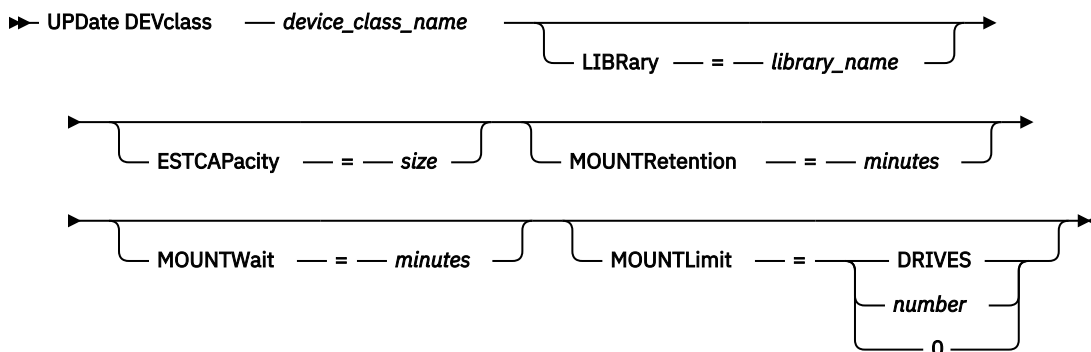 UPDate DEVclass device_class_name
LIBRary = library_name
ESTCAPacity = size MOUNTRetention = minutes
MOUNTWait = minutes MOUNTLimit = DRIVES
number
0